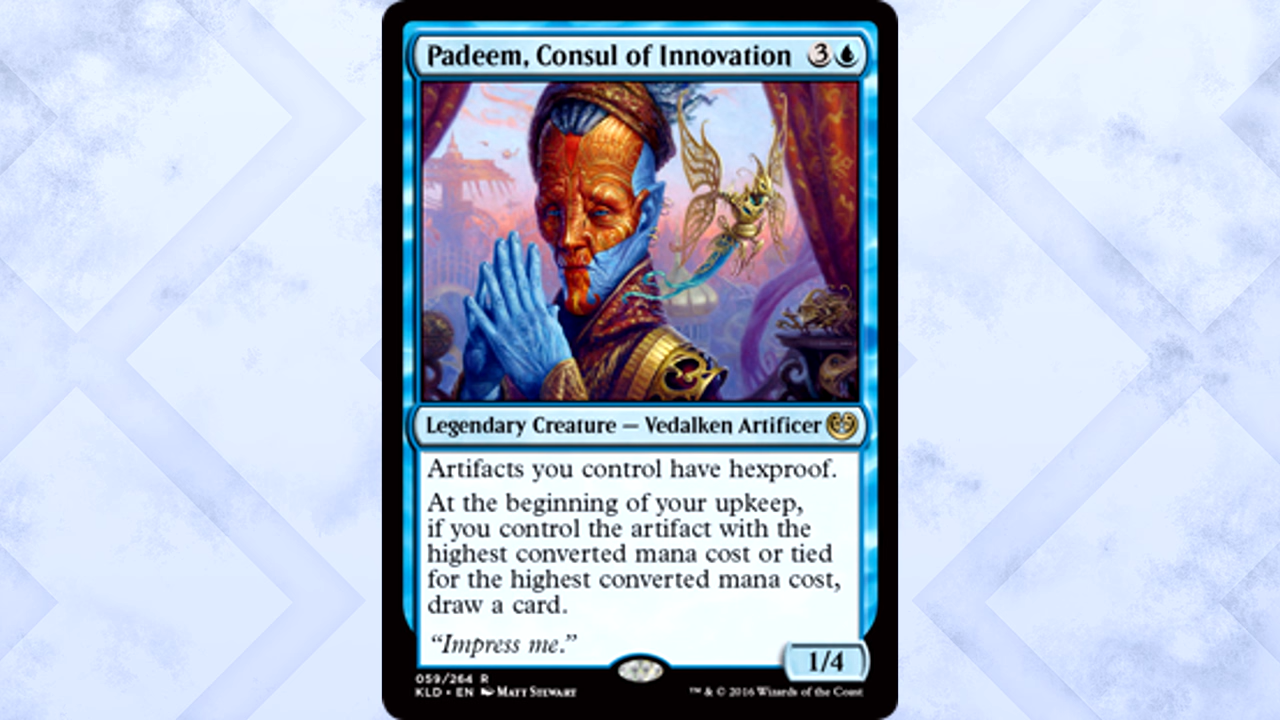 Padeem, Consul of Innovation 3
Legendary Creature — Vedalken Artificer
Artifacts you control have hexproof.
At the beginning of your upkeep,
if you control the artifact with the
highest converted mana cost or tied
for the highest converted mana cost,
draw a card.
“Impress me.”
1/4
059/264 R
KLD • EN Matt Stewart
™ & © 2016 Wizards of the Coast